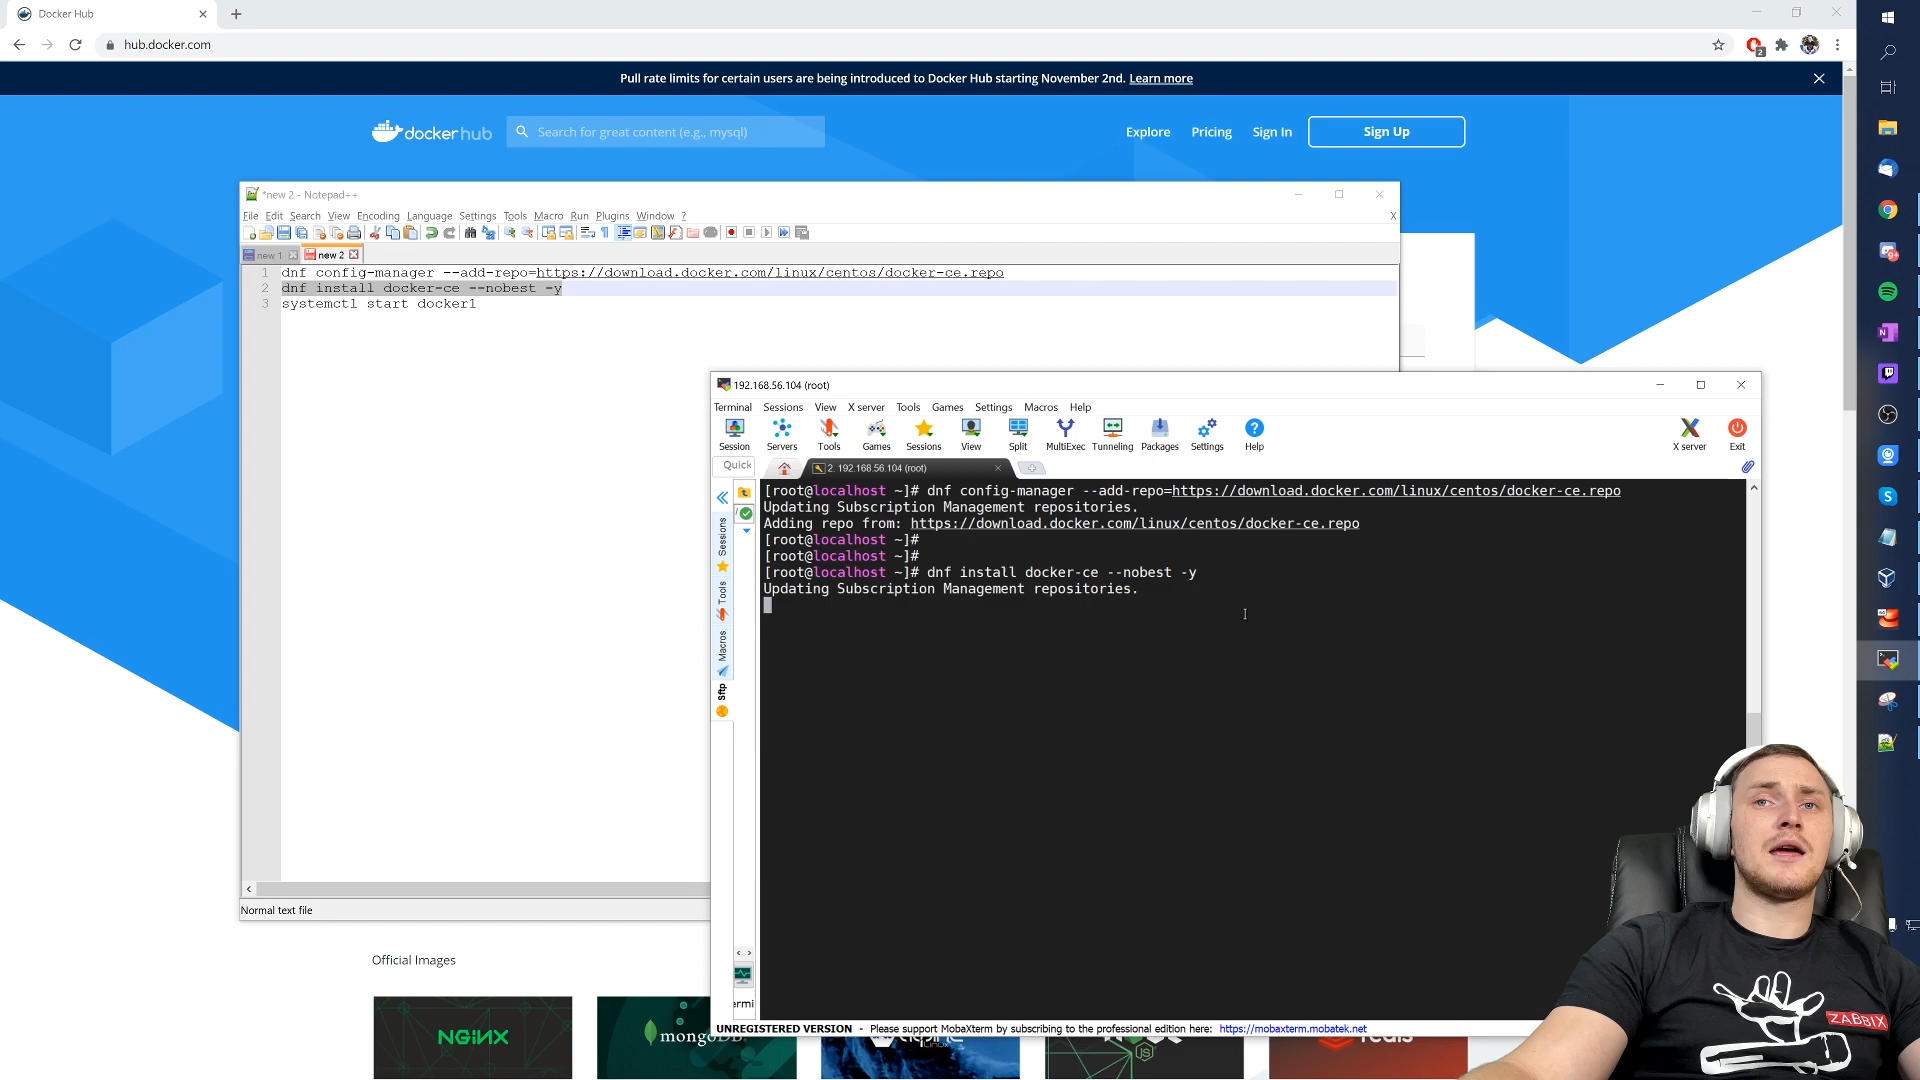 Docker Hub
hub.docker.com
2
Pull rate limits for certain users are being introduced to Docker Hub starting November 2nd. Learn more
docker hub
Search for great content (e.g., mysql)
Explore
Pricing
Sign In
Sign Up
*new 2 - Notepad++
File Edit Search View Encoding Language Settings Tools Macro Run Plugins Window ?
X
new 1
new 2
1 dnf config-manager --add-repo=https://download.docker.com/linux/centos/docker-ce.repo
2 dnf install docker-ce --nobest -y
3 systemctl start docker1
Normal text file
192.168.56.104 (root)
Terminal Sessions View X server Tools Games Settings Macros Help
Session Servers Tools Games Sessions View Split MultiExec Tunneling Packages Settings Help
X server Exit
Quick
2. 192.168.56.104 (root)
[root@localhost ~]# dnf config-manager --add-repo=https://download.docker.com/linux/centos/docker-ce.repo
Updating Subscription Management repositories.
Adding repo from: https://download.docker.com/linux/centos/docker-ce.repo
[root@localhost ~]#
[root@localhost ~]#
[root@localhost ~]# dnf install docker-ce --nobest -y
Updating Subscription Management repositories.
Sessions
Tools
Macros
Sftp
ermi
UNREGISTERED VERSION - Please support MobaXterm by subscribing to the professional edition here: https://mobaxterm.mobatek.net
Official Images
NGINX
mongoDB
ZABBIX